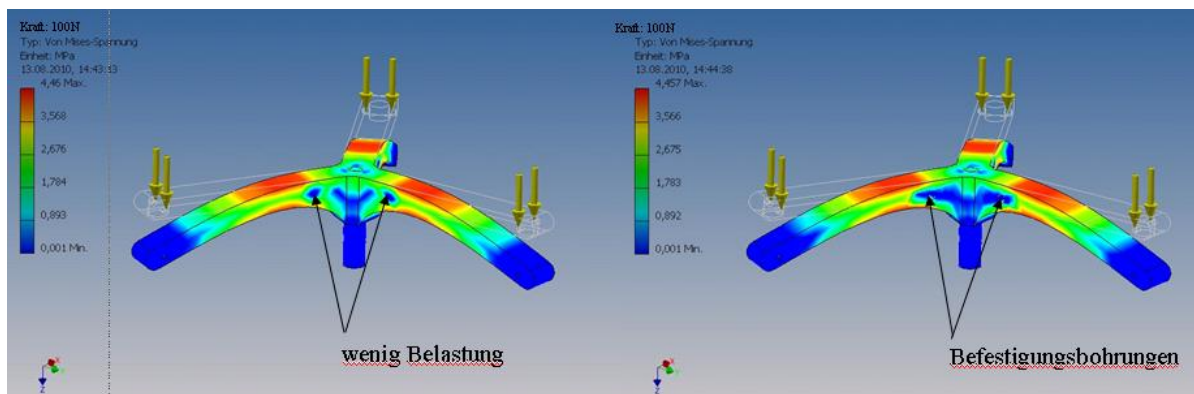 Kraft: 100N
Typ: Von Mises-Spannung
Einheit: MPa
13.08.2010, 14:43:13
4,46 Max.
3,568
2,676
1,784
0,893
0,001 Min.
wenig Belastung
X
Y
Z
Kraft: 100N
Typ: Von Mises-Spannung
Einheit: MPa
13.08.2010, 14:44:38
4,457 Max.
3,566
2,675
1,783
0,892
0,001 Min.
Befestigungsbohrungen
X
Y
Z